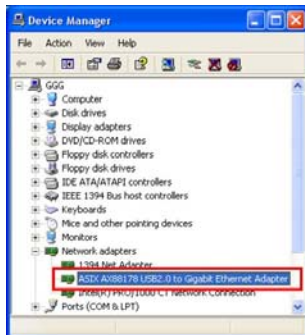 Device Manager
File Action View Help
GGG
Computer
Disk drives
Display adapters
DVD/CD-ROM drives
Floppy disk controllers
Floppy disk drives
IDE ATA/ATAPI controllers
IEEE 1394 Bus host controllers
Keyboards
Mice and other pointing devices
Monitors
Network adapters
1394 Net Adapter
ASIX AX88178 USB2.0 to Gigabit Ethernet Adapter
Intel(R) PRO/1000 CT Network Connection
Ports (COM & LPT)